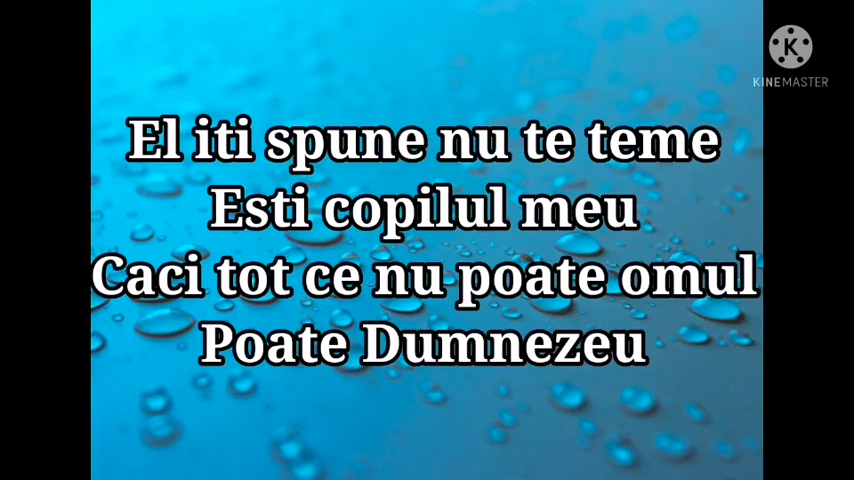 K
KINEMASTER
El iti spune nu te teme
Esti copilul meu
Caci tot ce nu poate omul
Poate Dumnezeu